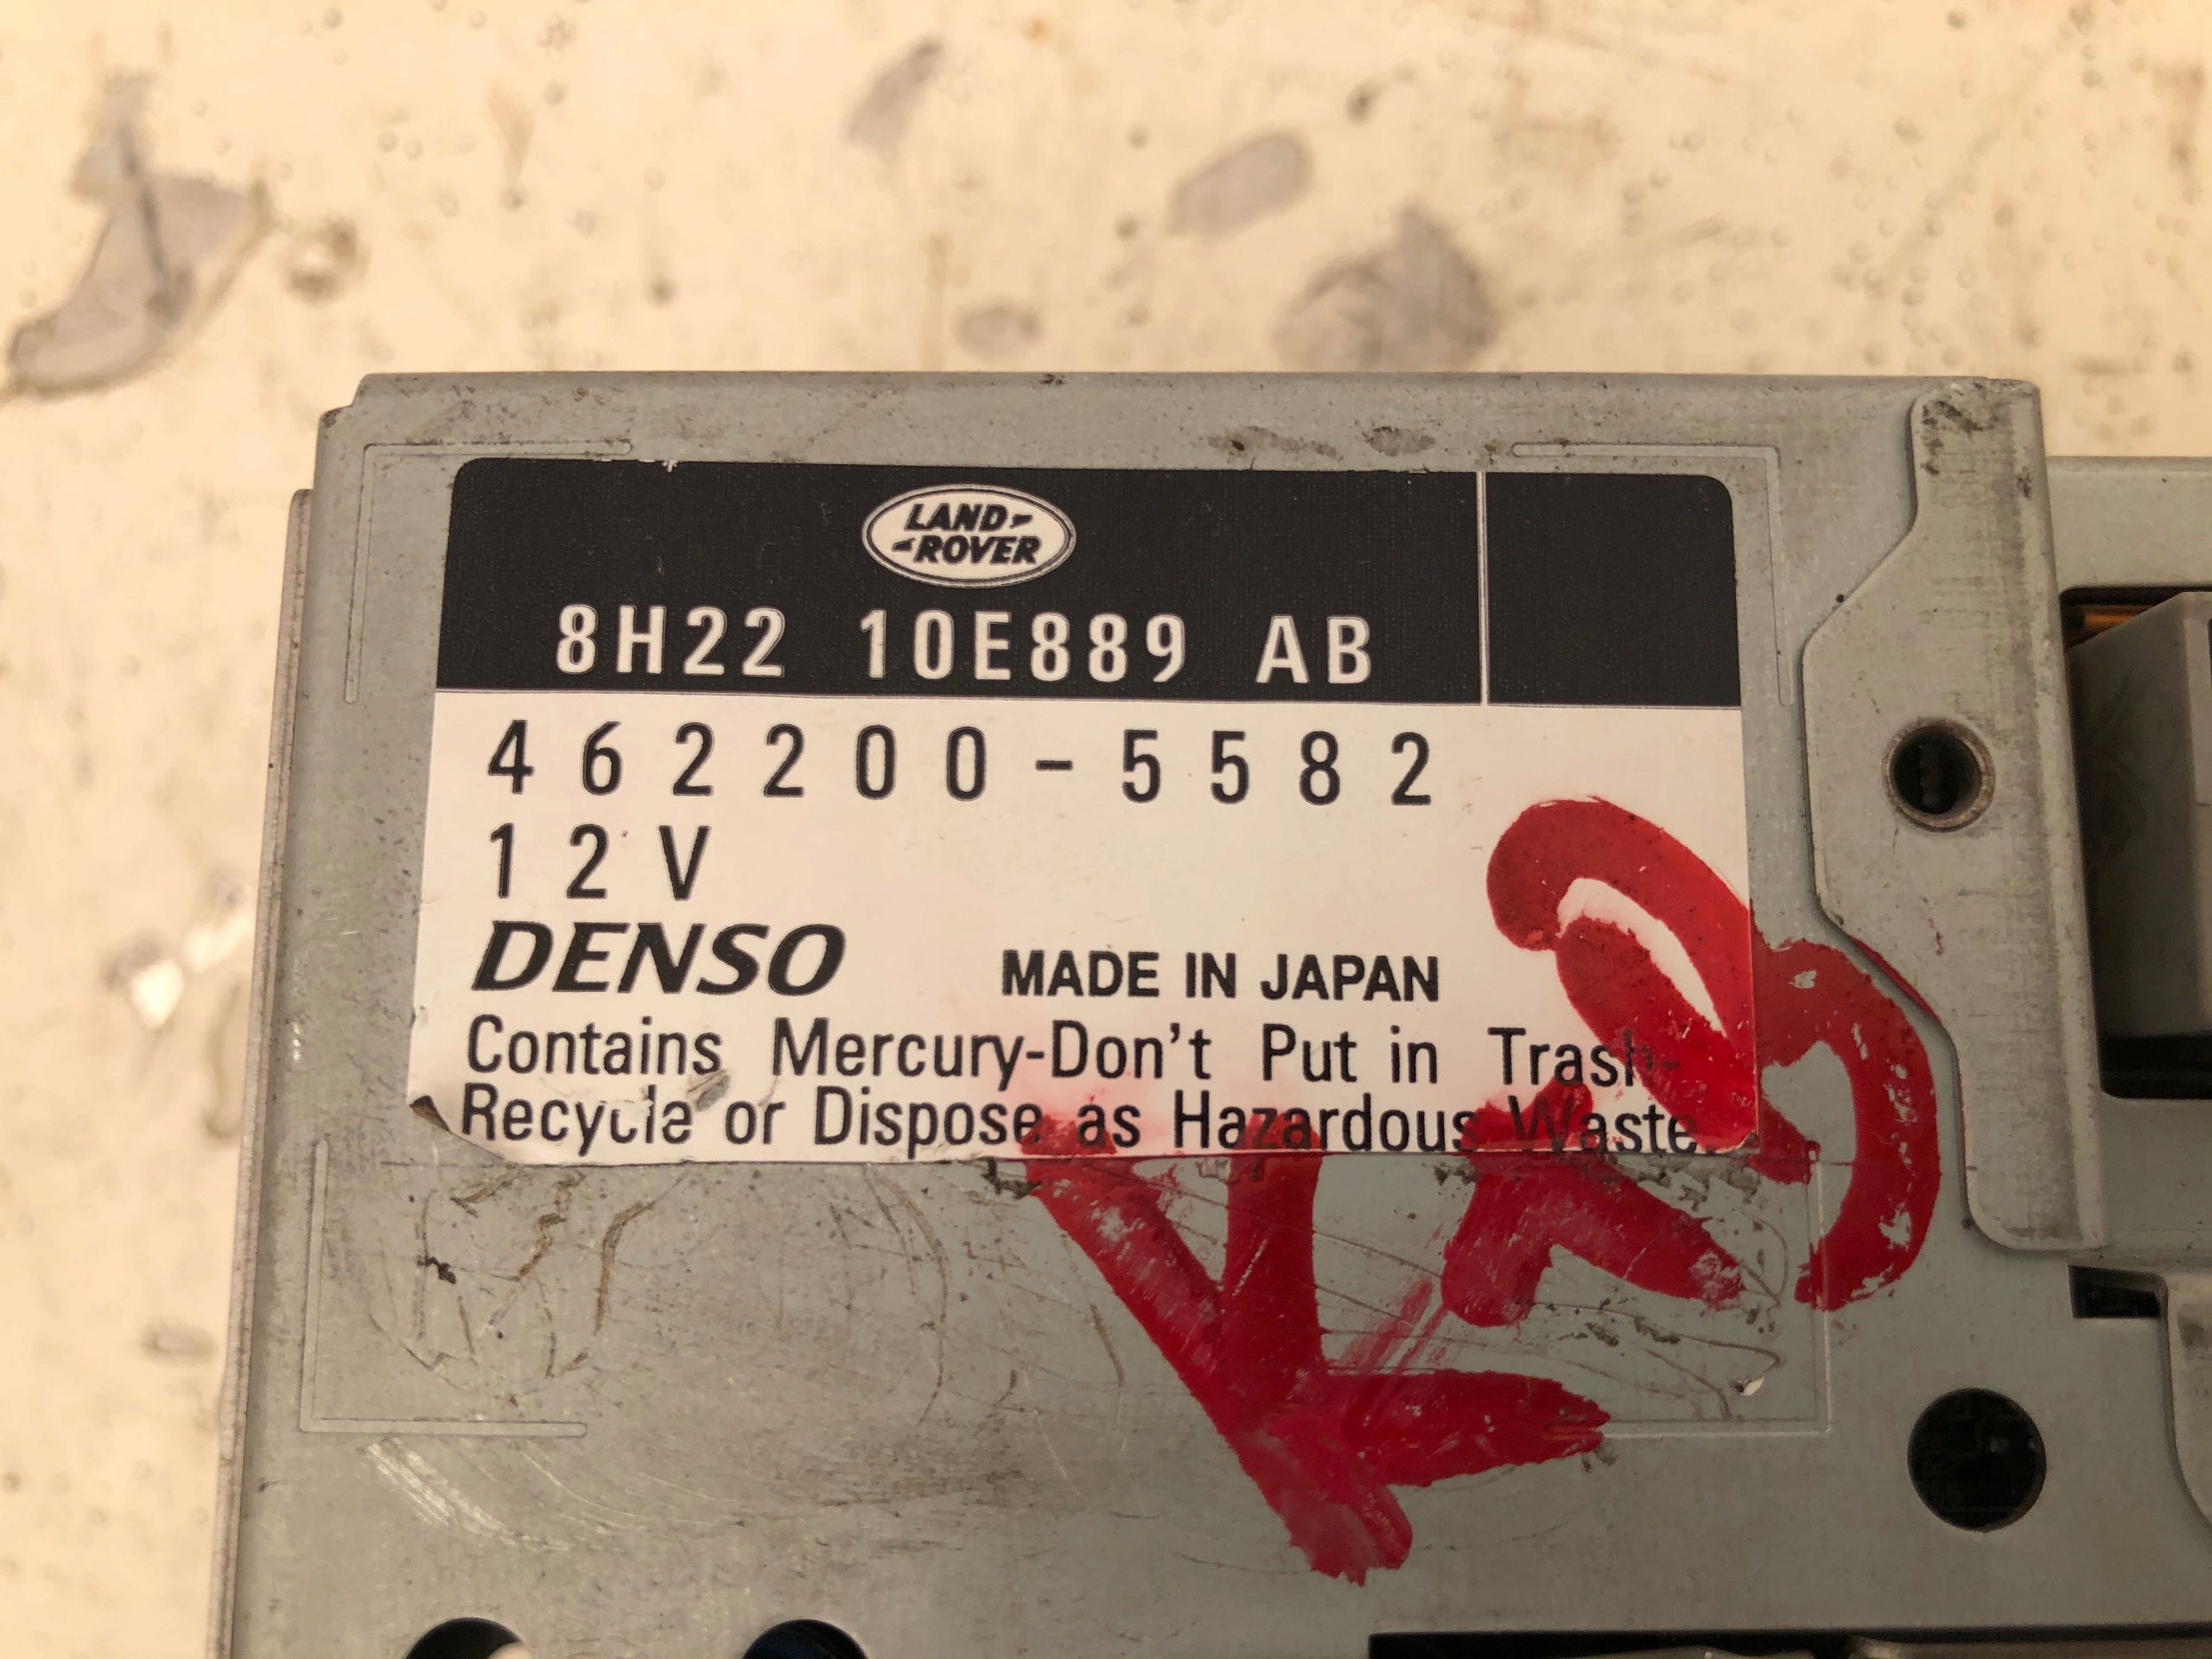 LAND-
-ROVER
8H22 10E889 AB
462200-5582
12V
DENSO MADE IN JAPAN
Contains Mercury-Don't Put in Trash-
Recycle or Dispose as Hazardous Waste.